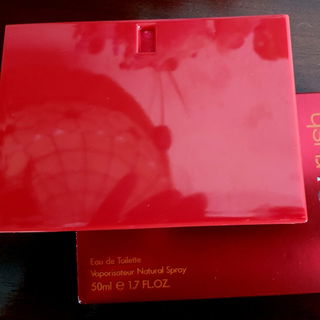 Eau de Toilette
Vaporisateur Natural Spray
50ml e 1.7 FL.OZ.